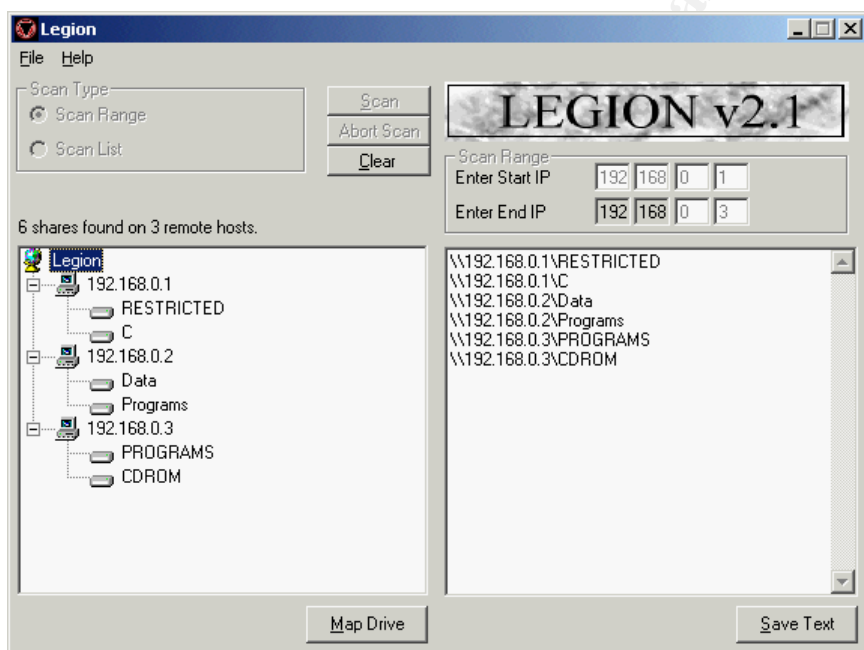 Legion
File Help
Scan Type
Scan Range
Scan List
Scan
Abort Scan
Clear
LEGION v2.1
Scan Range
Enter Start IP 192 168 0 1
Enter End IP 192 168 0 3
6 shares found on 3 remote hosts.
Legion
192.168.0.1
RESTRICTED
C
192.168.0.2
Data
Programs
192.168.0.3
PROGRAMS
CDROM
\\192.168.0.1\RESTRICTED
\\192.168.0.1\C
\\192.168.0.2\Data
\\192.168.0.2\Programs
\\192.168.0.3\PROGRAMS
\\192.168.0.3\CDROM
Map Drive
Save Text